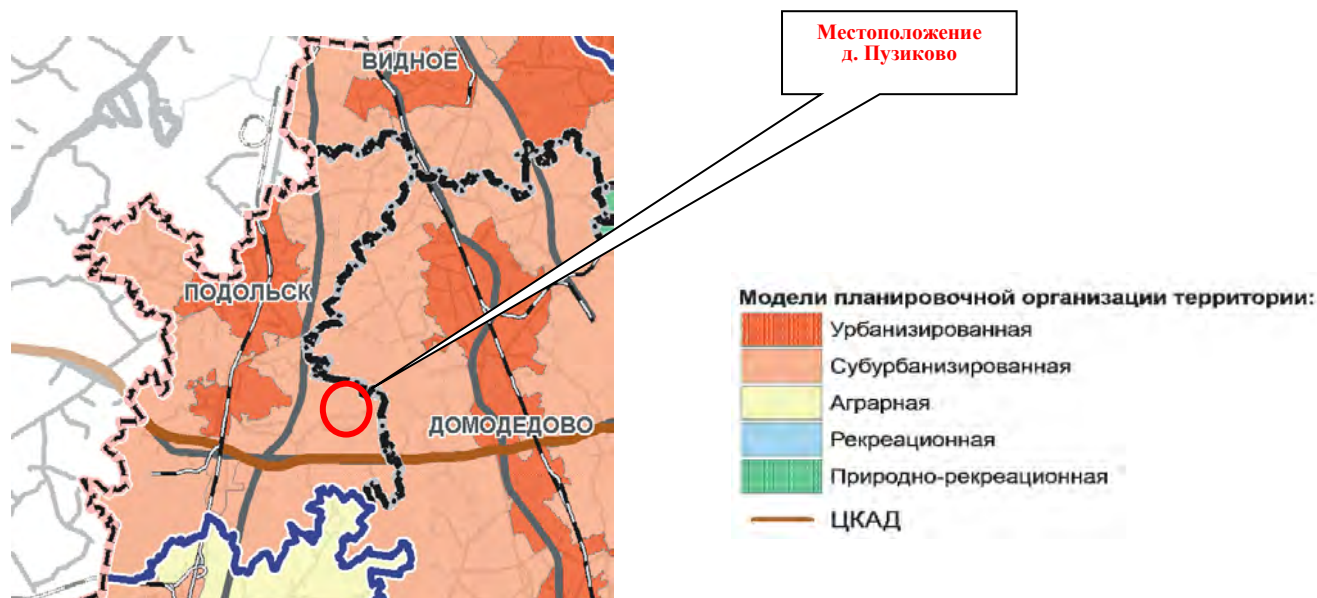 Местоположение
д. Пузиково
ВИДНОЕ
ПОДОЛЬСК
ДОМОДЕДОВО
Модели планировочной организации территории:
Урбанизированная
Субурбанизированная
Аграрная
Рекреационная
Природно-рекреационная
ЦКАД